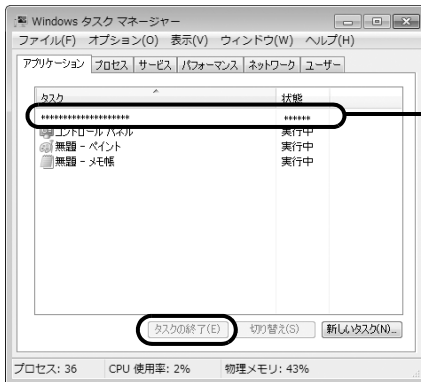 Windows タスク マネージャー
ファイル(F) オプション(O) 表示(V) ウィンドウ(W) ヘルプ(H)
アプリケーション プロセス サービス パフォーマンス ネットワーク ユーザー
タスク 状態
******************** ******
コントロール パネル 実行中
無題 - ペイント 実行中
無題 - メモ帳 実行中
タスクの終了(E) 切り替え(S) 新しいタスク(N)...
プロセス: 36 CPU 使用率: 2% 物理メモリ: 43%